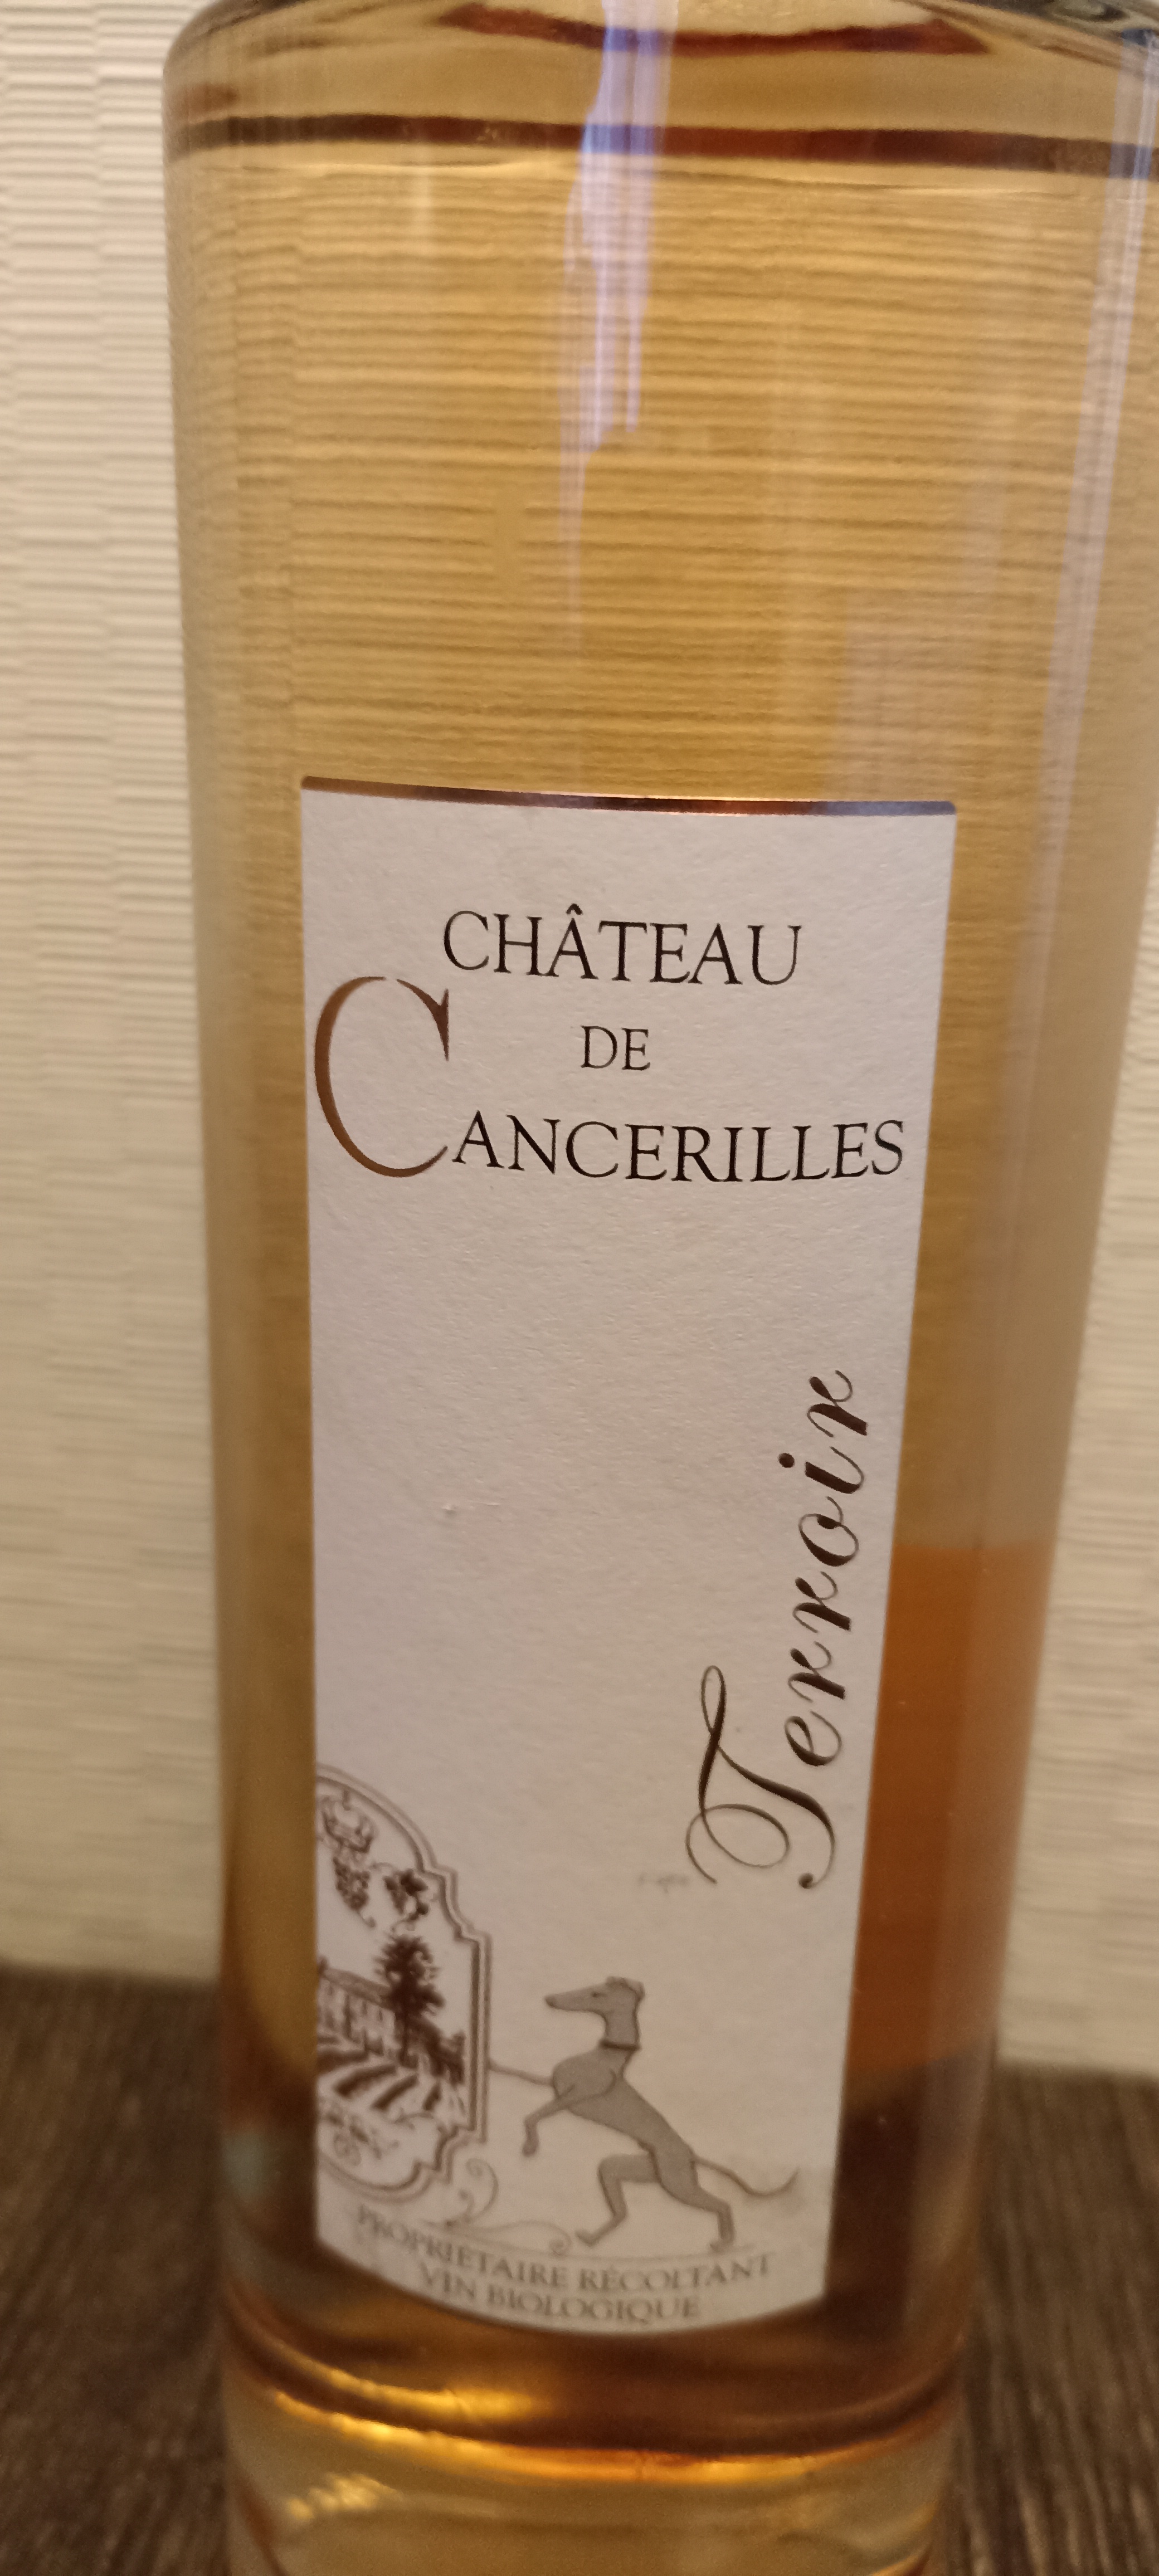 CHÂTEAU
DE
CANCERILLES
Terroir
PROPRIÉTAIRE RÉCOLTANT
VIN BIOLOGIQUE